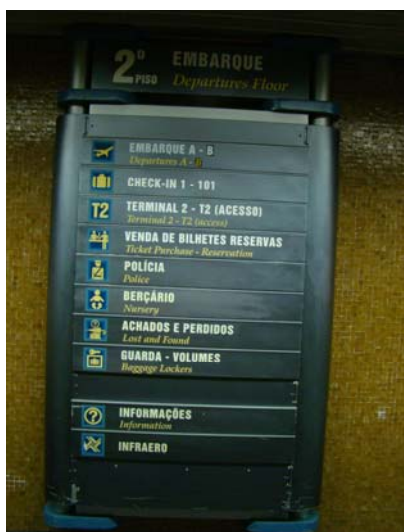 2º PISO EMBARQUE
Departures Floor
EMBARQUE A - B
Departures A - B
CHECK-IN 1 - 101
T2 TERMINAL 2 - T2 (ACESSO)
Terminal 2 - T2 (access)
VENDA DE BILHETES RESERVAS
Ticket Purchase - Reservation
POLÍCIA
Police
BERÇÁRIO
Nursery
ACHADOS E PERDIDOS
Lost and Found
GUARDA - VOLUMES
Baggage Lockers
? INFORMAÇÕES
Information
INFRAERO